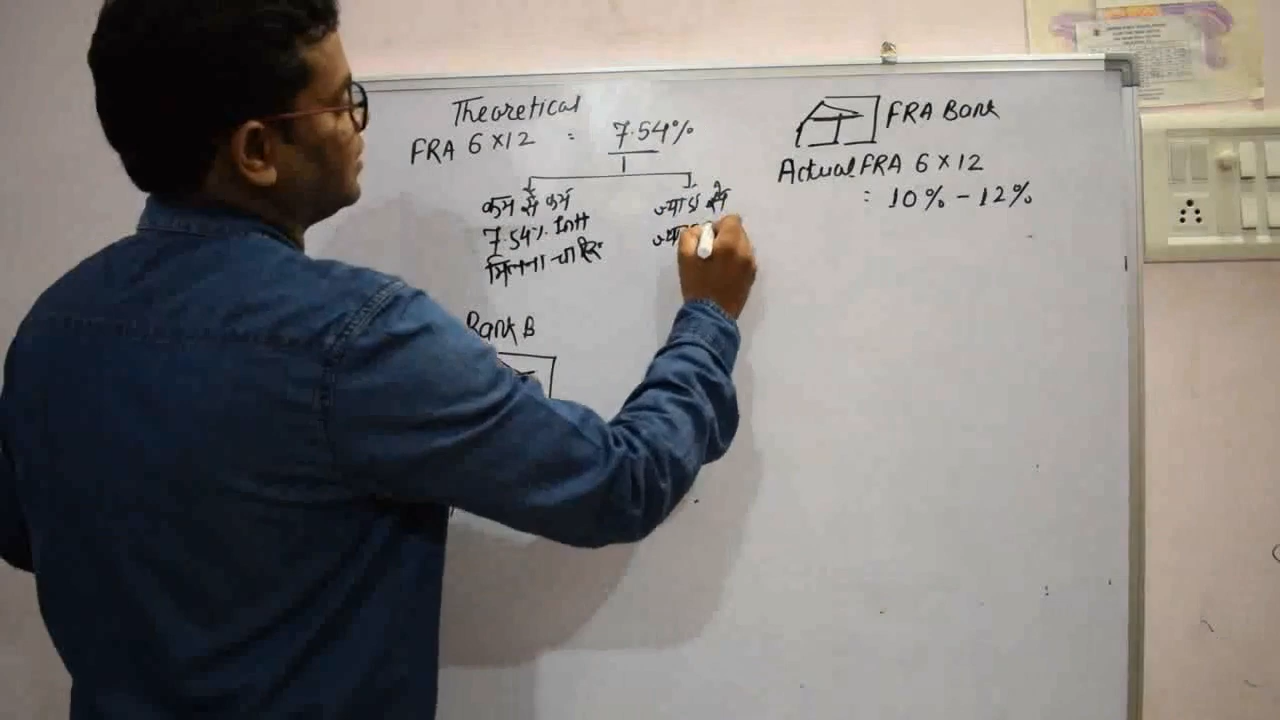 Theoretical
FRA 6 × 12 = 7.54%
कम से कम
7.54% Intt
मिलना चाहिए
ज्यादा से
Bank B
FRA Bank
Actual FRA 6 × 12
: 10% - 12%